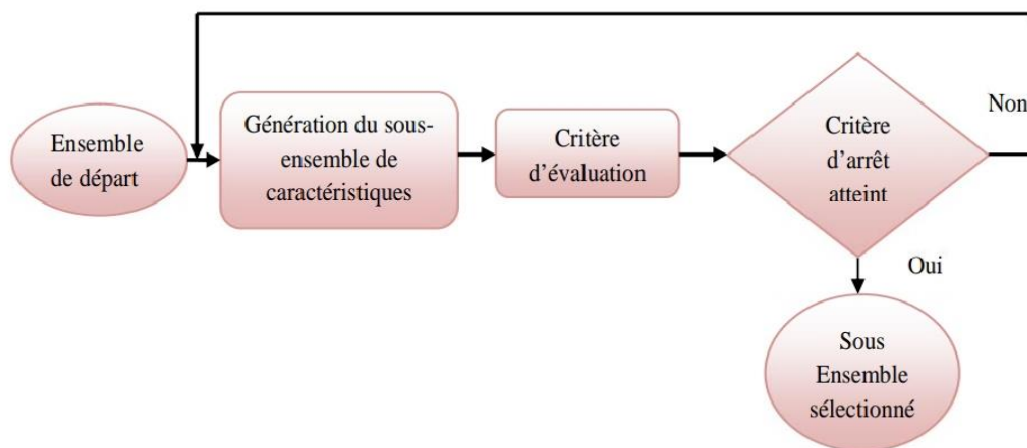 Ensemble
de départ
Génération du sous-
ensemble de
caractéristiques
Critère
d'évaluation
Critère
d'arrêt
atteint
Non
Oui
Sous
Ensemble
sélectionné